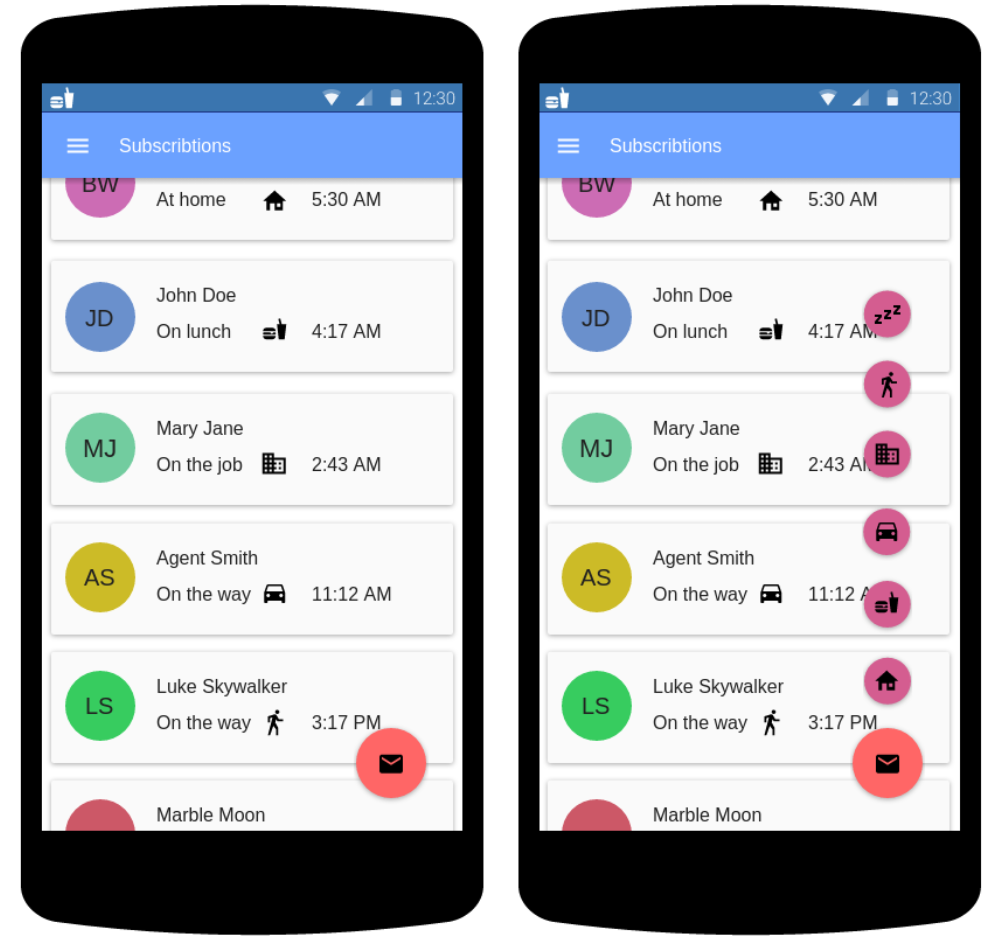 12:30
Subscribtions
BW
At home 5:30 AM
John Doe
JD
On lunch 4:17 AM
Mary Jane
MJ
On the job 2:43 AM
Agent Smith
AS
On the way 11:12 AM
Luke Skywalker
LS
On the way 3:17 PM
Marble Moon
12:30
Subscribtions
BW
At home 5:30 AM
John Doe
JD
zzz
On lunch 4:17 AM
Mary Jane
MJ
On the job 2:43 AM
Agent Smith
AS
On the way 11:12 A
Luke Skywalker
LS
On the way 3:17 PM
Marble Moon